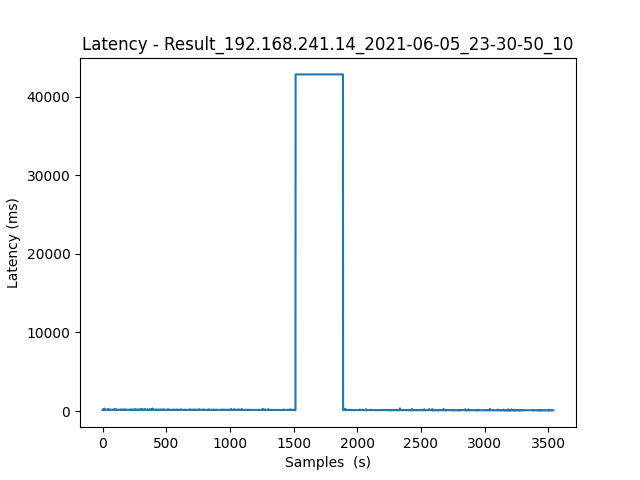 Latency - Result_192.168.241.14_2021-06-05_23-30-50_10
40000
30000
20000
10000
0
Latency (ms)
0 500 1000 1500 2000 2500 3000 3500
Samples  (s)